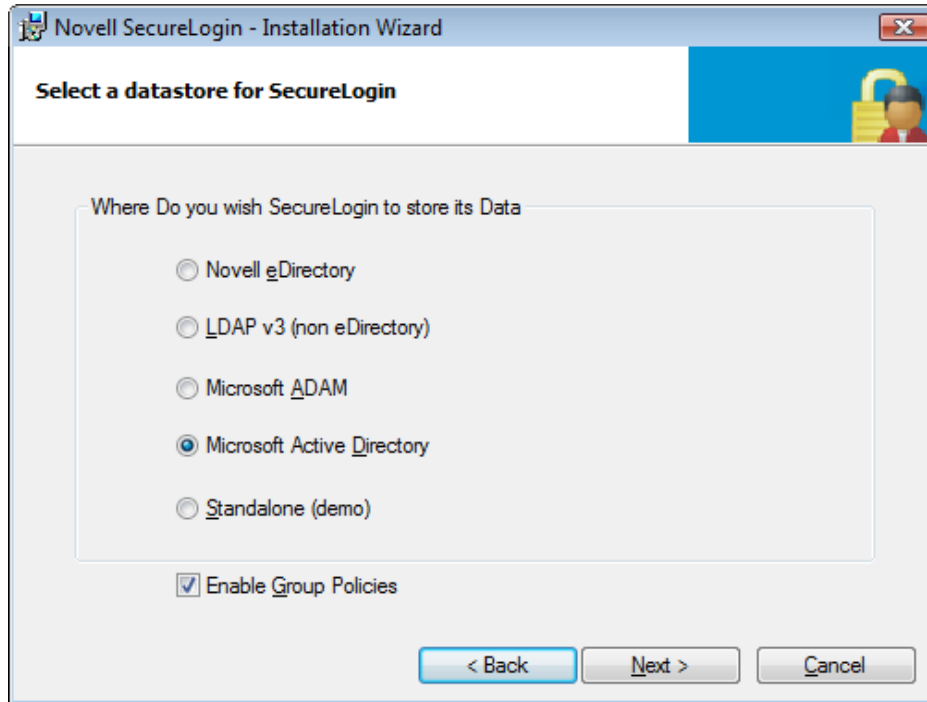 Novell SecureLogin - Installation Wizard
Select a datastore for SecureLogin
Where Do you wish SecureLogin to store its Data
Novell eDirectory
LDAP v3 (non eDirectory)
Microsoft ADAM
Microsoft Active Directory
Standalone (demo)
Enable Group Policies
< Back Next > Cancel